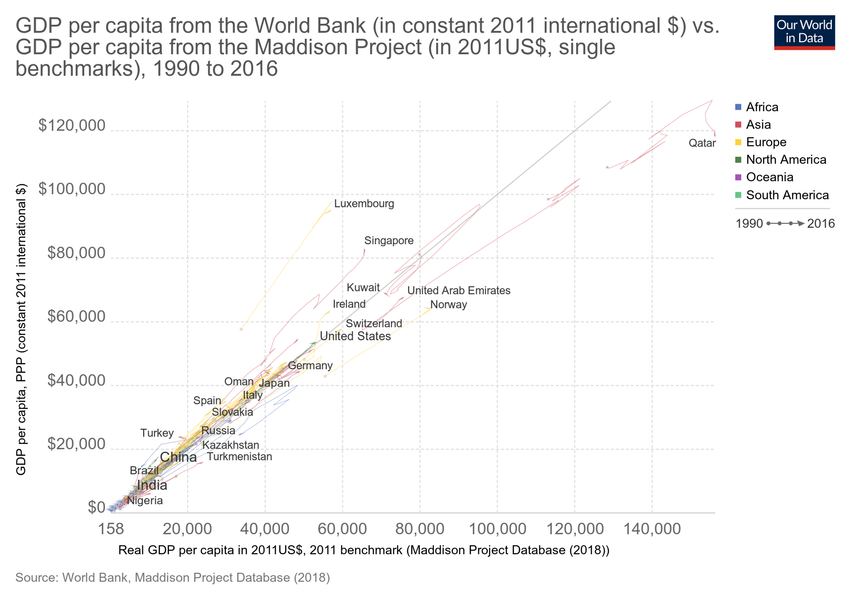 GDP per capita from the World Bank (in constant 2011 international $) vs.
GDP per capita from the Maddison Project (in 2011US$, single
benchmarks), 1990 to 2016
Our World
in Data
Africa
Asia
Europe
North America
Oceania
South America
1990
2016
GDP per capita, PPP (constant 2011 international $)
$120,000
$100,000
$80,000
$60,000
$40,000
$20,000
$0
Qatar
Luxembourg
Singapore
Kuwait
United Arab Emirates
Ireland
Norway
Switzerland
United States
Germany
Oman
Japan
Spain
Italy
Slovakia
Turkey
Russia
Kazakhstan
China
Turkmenistan
Brazil
India
Nigeria
158
20,000
40,000
60,000
80,000
100,000
120,000
140,000
Real GDP per capita in 2011US$, 2011 benchmark (Maddison Project Database (2018))
Source: World Bank, Maddison Project Database (2018)